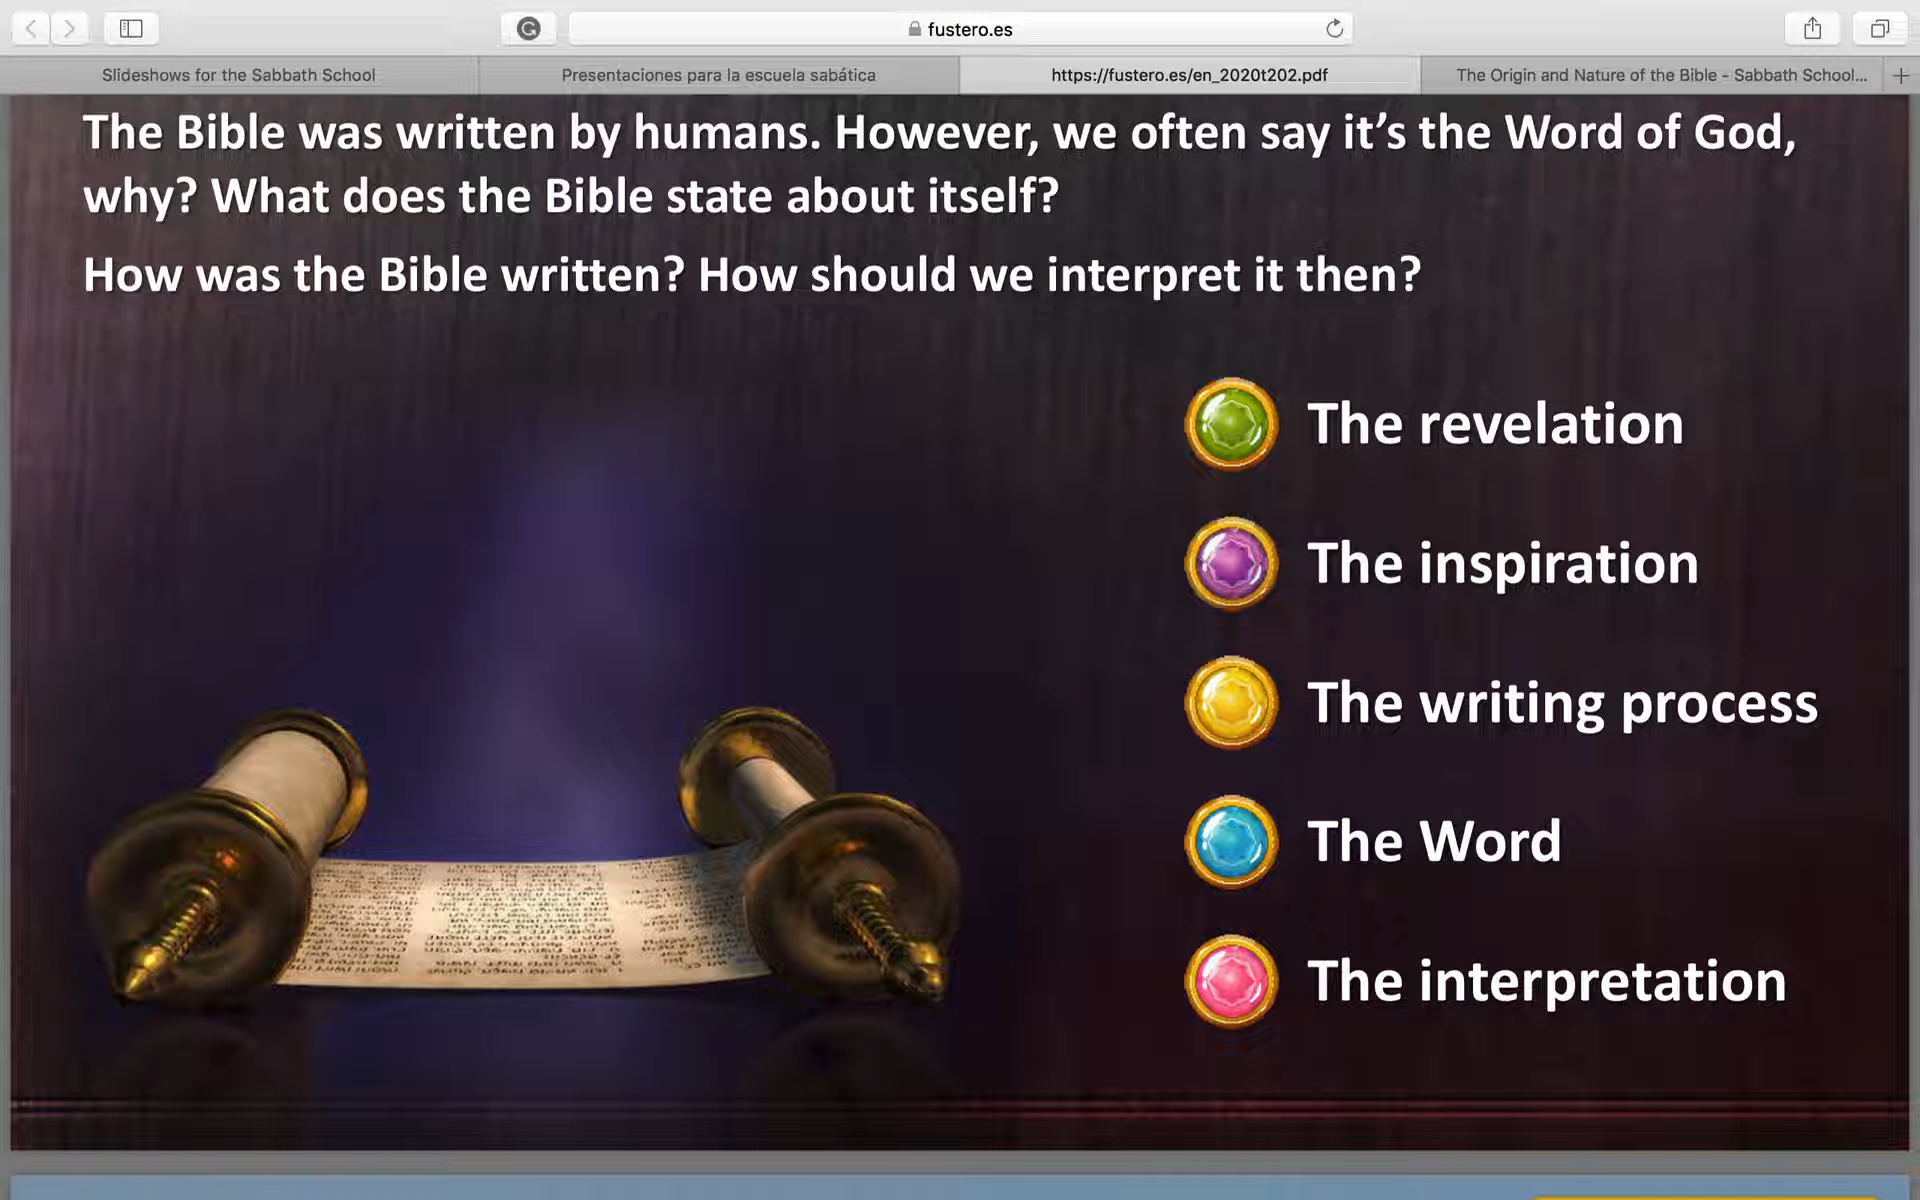 fustero.es
Slideshows for the Sabbath School
Presentaciones para la escuela sabática
https://fustero.es/en_2020t202.pdf
The Origin and Nature of the Bible - Sabbath School...
The Bible was written by humans. However, we often say it’s the Word of God,
why? What does the Bible state about itself?
How was the Bible written? How should we interpret it then?
The revelation
The inspiration
The writing process
The Word
The interpretation